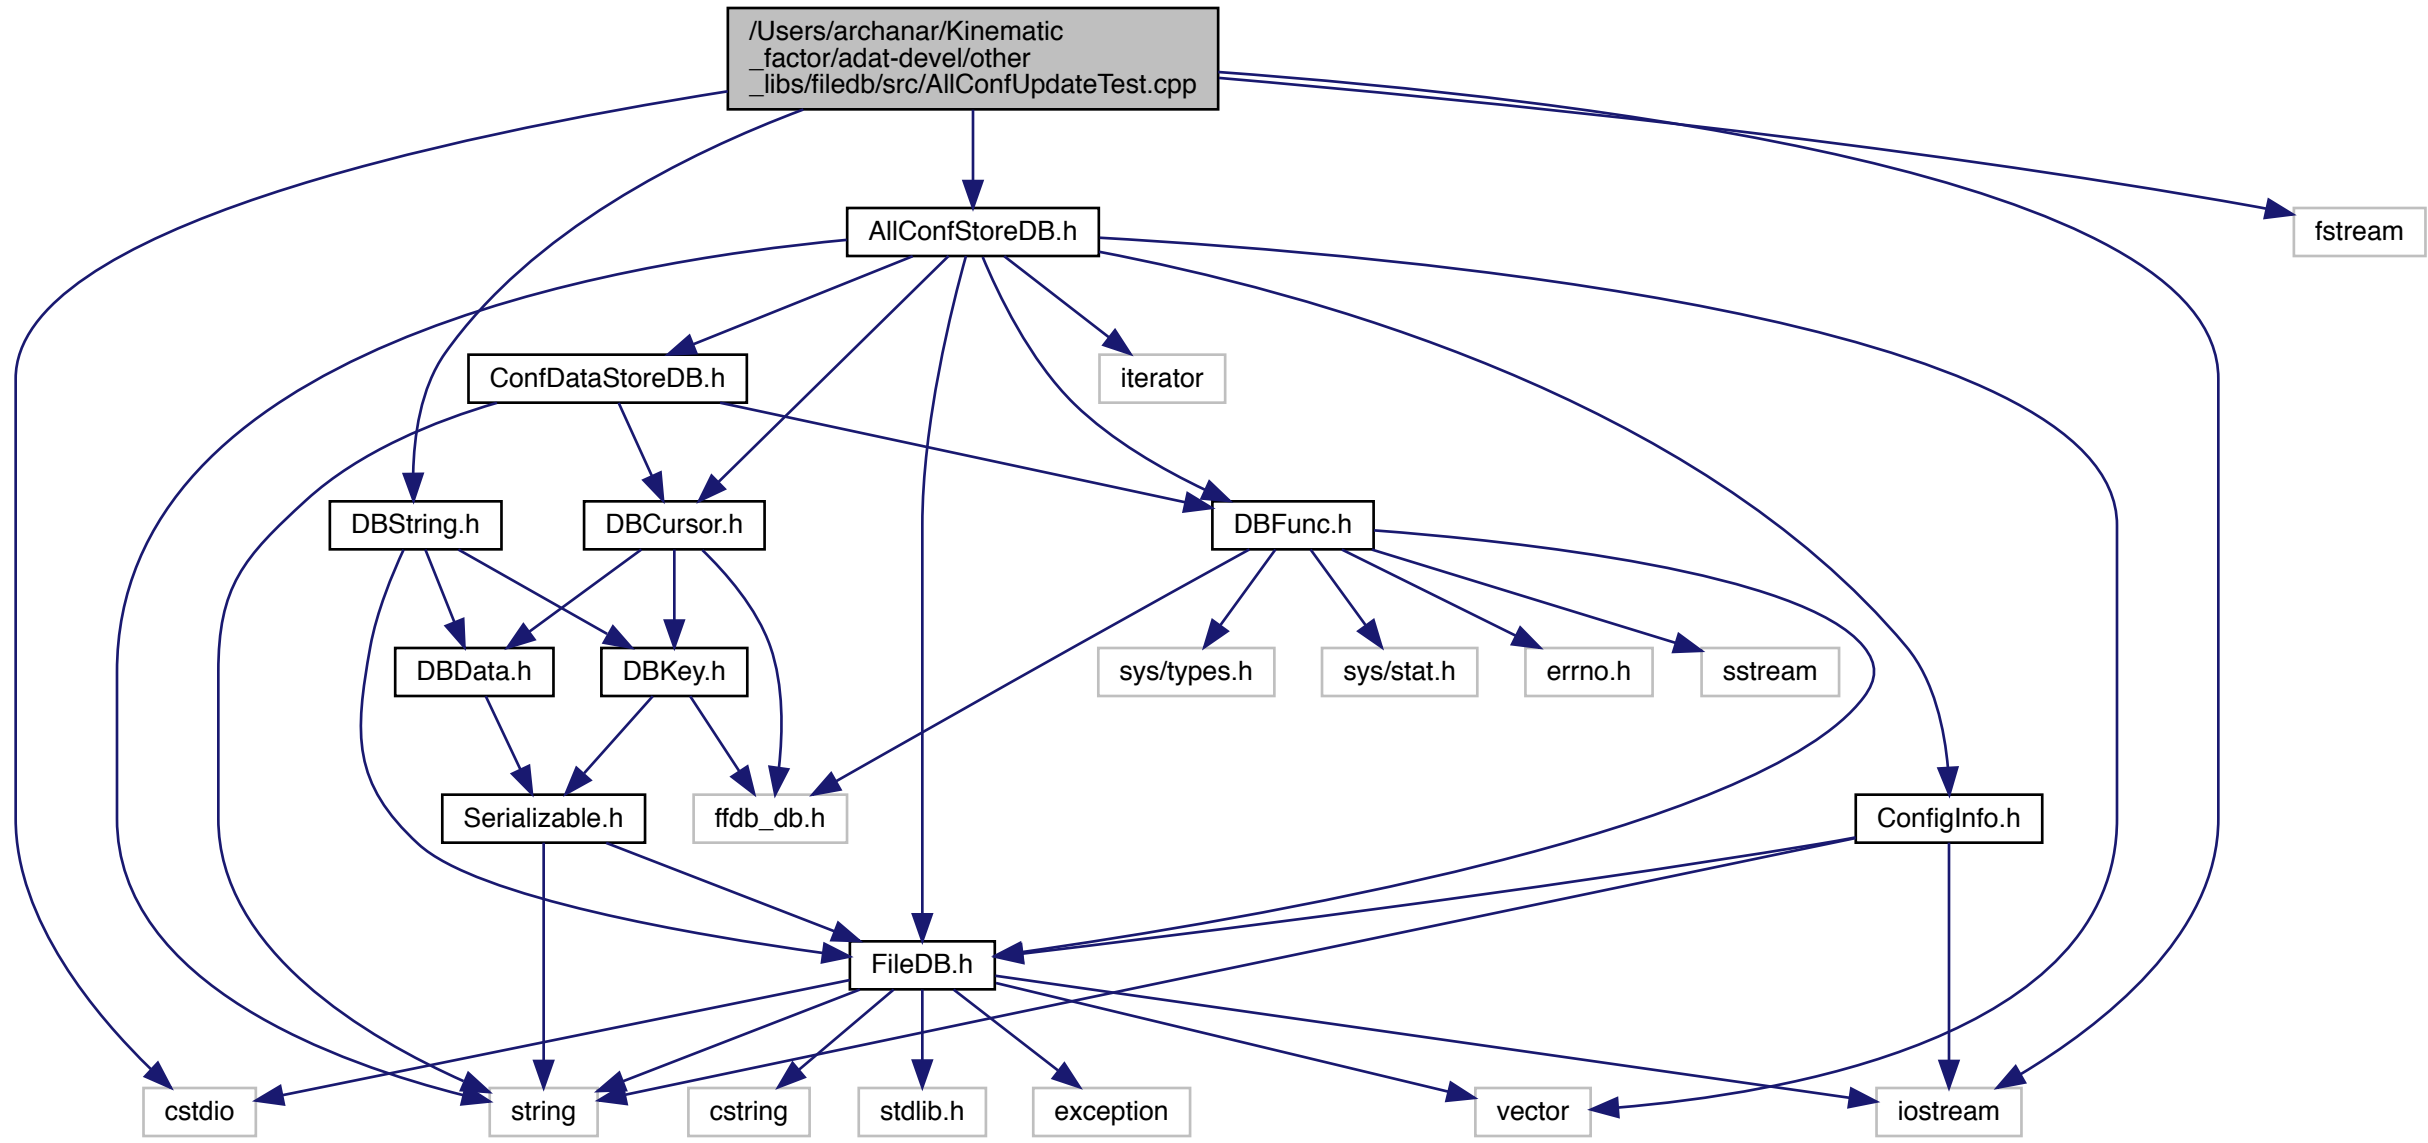 /Users/archanar/Kinematic
_factor/adat-devel/other
_libs/filedb/src/AllConfUpdateTest.cpp
AllConfStoreDB.h
fstream
ConfDataStoreDB.h
iterator
DBString.h
DBCursor.h
DBFunc.h
DBData.h
DBKey.h
sys/types.h
sys/stat.h
errno.h
sstream
Serializable.h
ffdb_db.h
ConfigInfo.h
FileDB.h
cstdio
string
cstring
stdlib.h
exception
vector
iostream